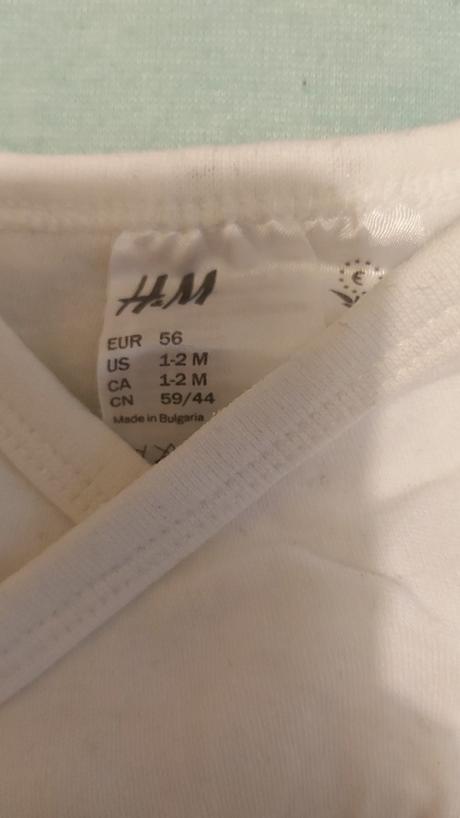 H&M
EUR 56
US 1-2 M
CA 1-2 M
CN 59/44
Made in Bulgaria